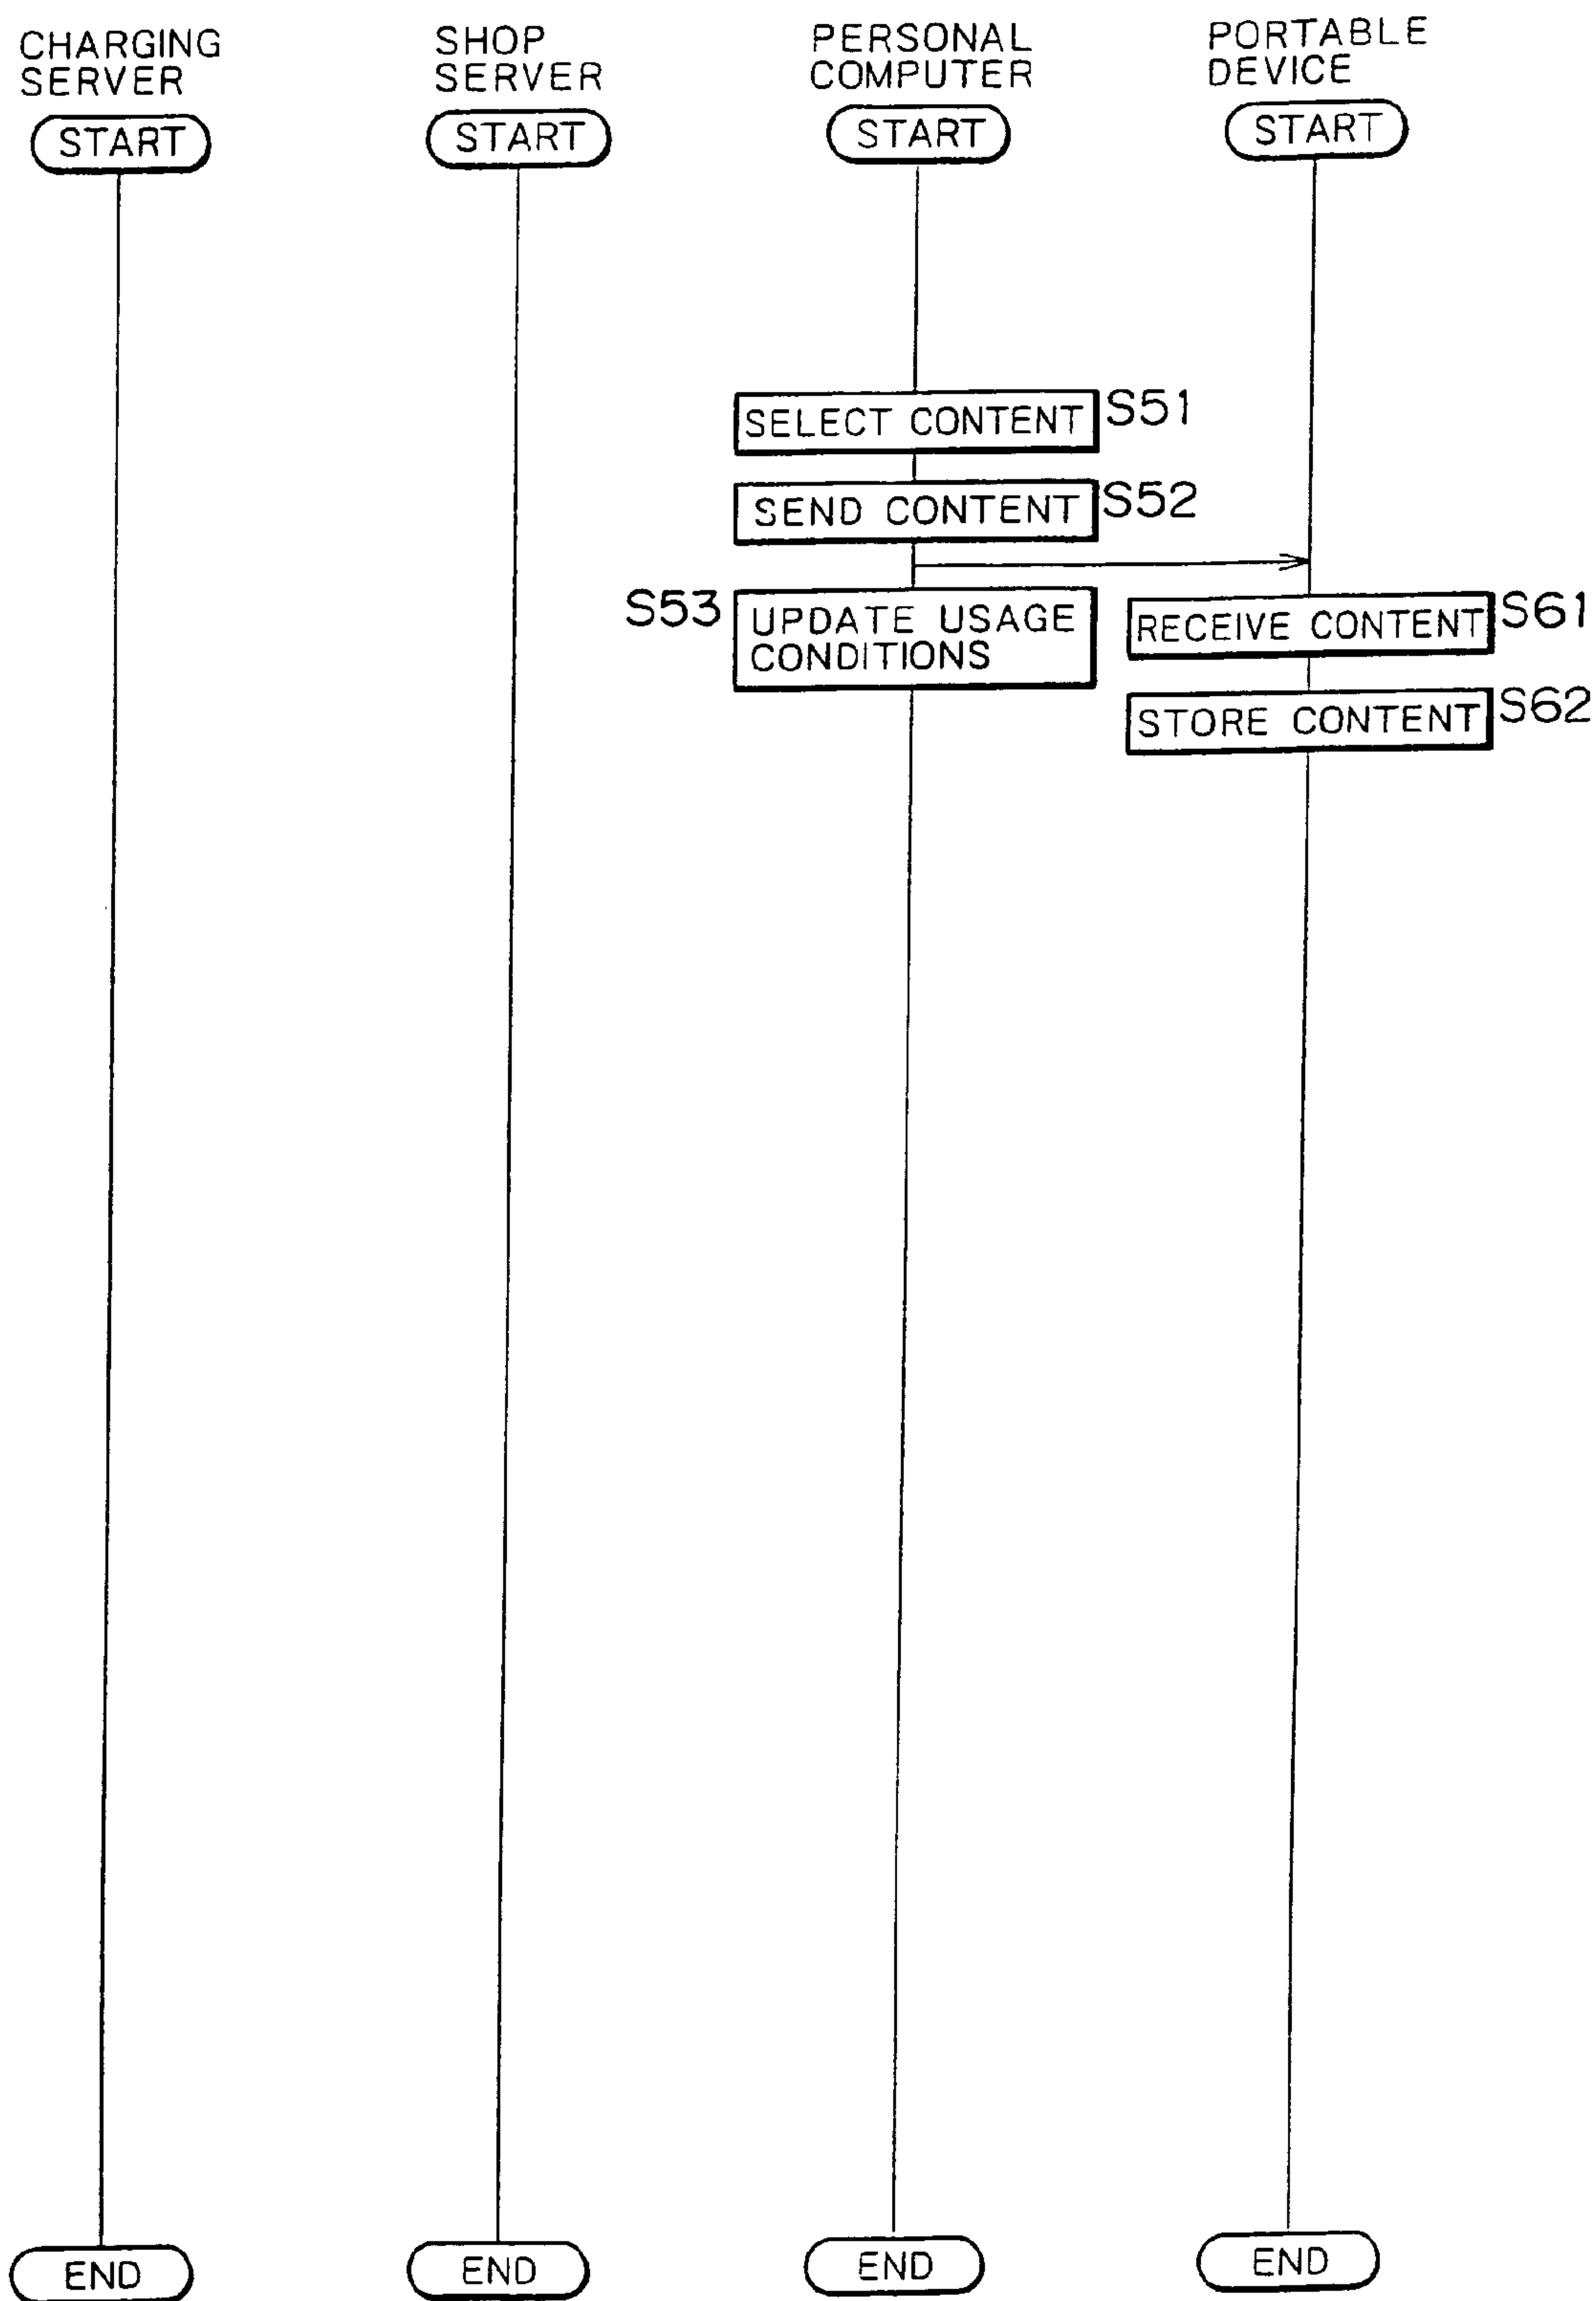 CHARGING
SERVER
SHOP
SERVER
PERSONAL
COMPUTER
PORTABLE
DEVICE
START
START
START
START
SELECT CONTENT
S51
SEND CONTENT
S52
S53
UPDATE USAGE
CONDITIONS
RECEIVE CONTENT
S61
STORE CONTENT
S62
END
END
END
END